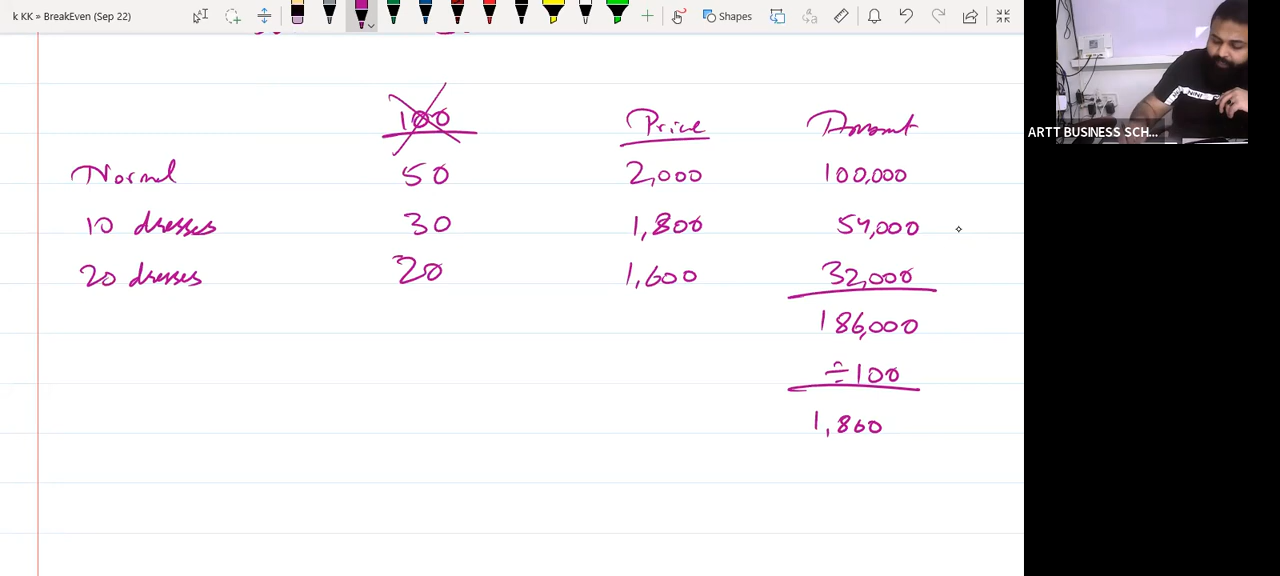 k KK » BreakEven (Sep 22)
Shapes
ARTT BUSINESS SCH...
100
Price Amount
Normal 50 2,000 100,000
10 dresses 30 1,800 54,000
20 dresses 20 1,600 32,000
186,000
÷100
1,860